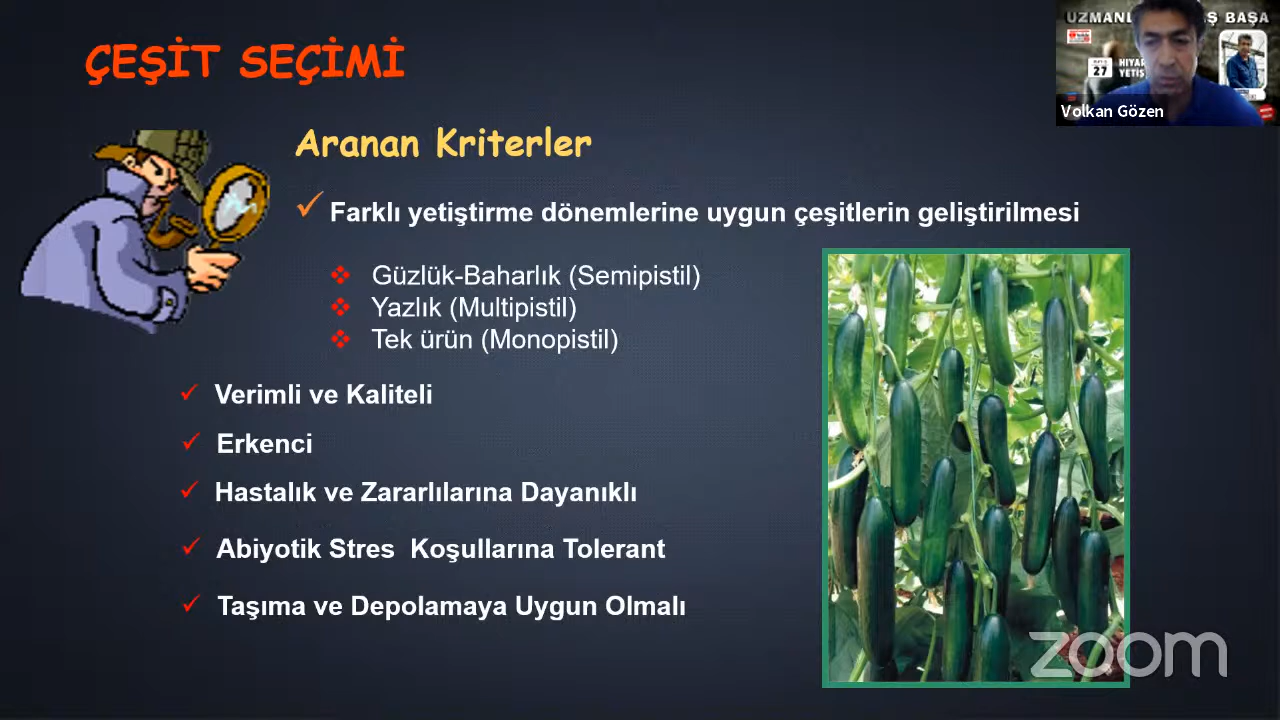 ÇEŞİT SEÇİMİ
UZMANL Ş BAŞA
27 HIYAR
YETİŞ
Volkan Gözen
Aranan Kriterler
Farklı yetiştirme dönemlerine uygun çeşitlerin geliştirilmesi
Güzlük-Baharlık (Semipistil)
Yazlık (Multipistil)
Tek ürün (Monopistil)
Verimli ve Kaliteli
Erkenci
Hastalık ve Zararlılarına Dayanıklı
Abiyotik Stres Koşullarına Tolerant
Taşıma ve Depolamaya Uygun Olmalı
zoom